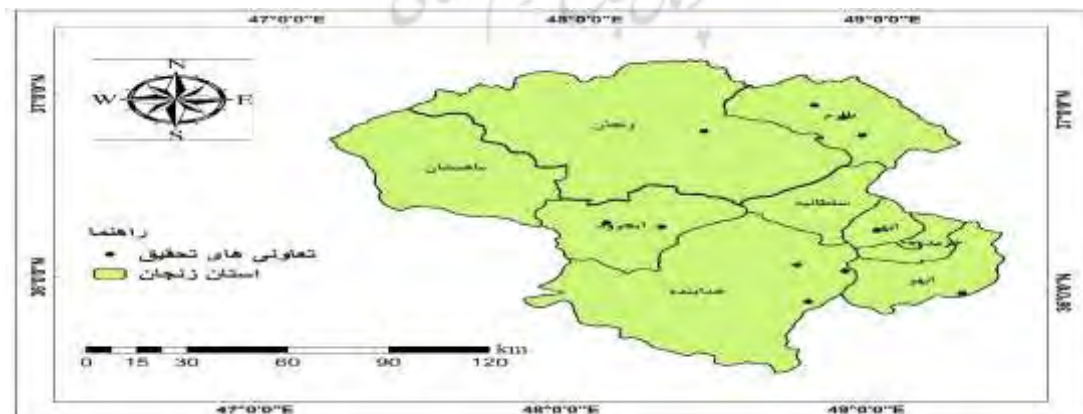 47°0'0"E 48°0'0"E 49°0'0"E
N
W E
S
37°0'0"N 37°0'0"N
طارم
زنجان
ماهنشان
سلطانیه
ابهر
ایجرود
خدابنده
ابهر
36°0'0"N 36°0'0"N
راهنما
تعاونی های تحقیق
استان زنجان
0 15 30 60 90 120 km
47°0'0"E 48°0'0"E 49°0'0"E